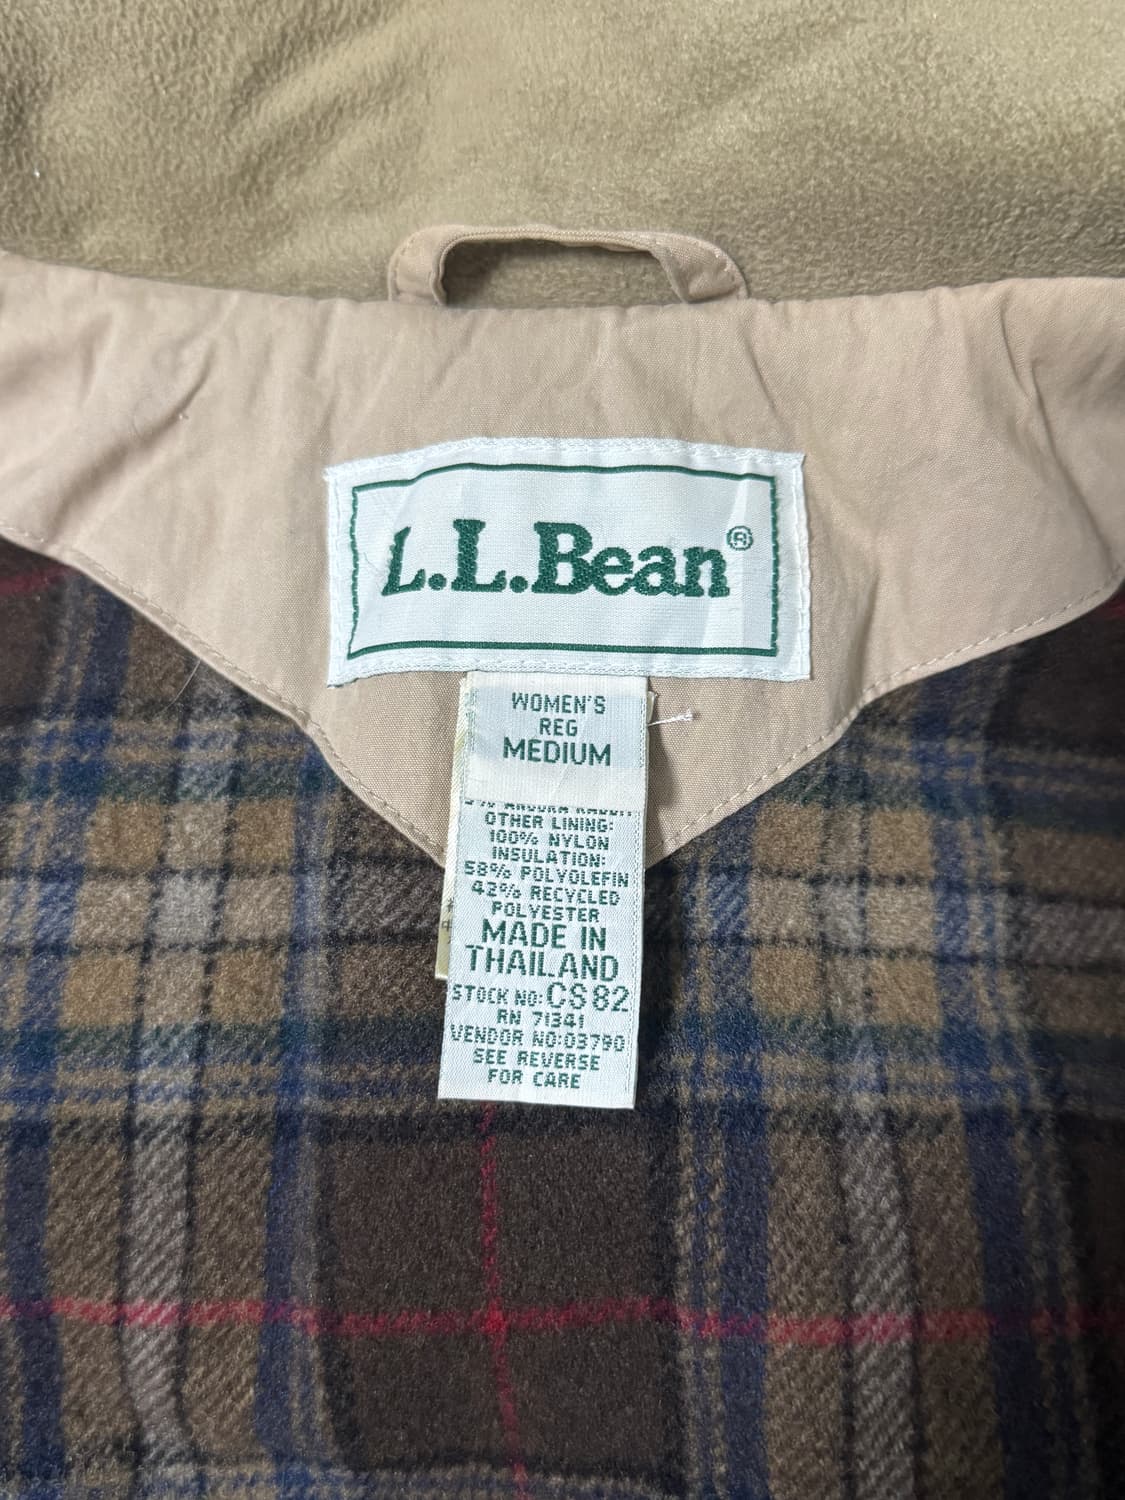 L.L.Bean®
WOMEN'S
REG
MEDIUM
OTHER LINING:
100% NYLON
INSULATION:
58% POLYOLEFIN
42% RECYCLED
POLYESTER
MADE IN
THAILAND
STOCK NO: CS82
RN 71341
VENDOR NO:03790
SEE REVERSE
FOR CARE